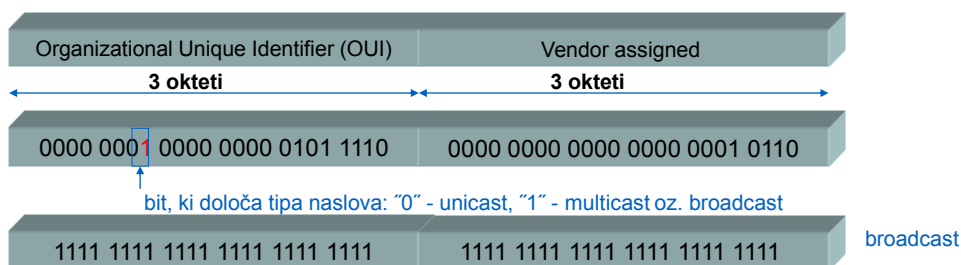 Organizational Unique Identifier (OUI) Vendor assigned
3 okteti 3 okteti
0000 0001 0000 0000 0101 1110 0000 0000 0000 0000 0001 0110
bit, ki določa tipa naslova: ˝0˝ - unicast, ˝1˝ - multicast oz. broadcast
1111 1111 1111 1111 1111 1111 1111 1111 1111 1111 1111 1111 broadcast